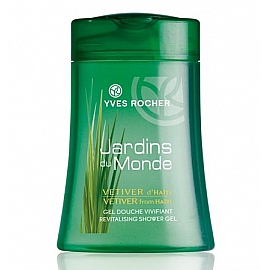 YVES ROCHER
Jardins
du Monde
VETIVER d'HAÏTI
VETIVER from HAITI
GEL DOUCHE VIVIFIANT
REVITALISING SHOWER GEL